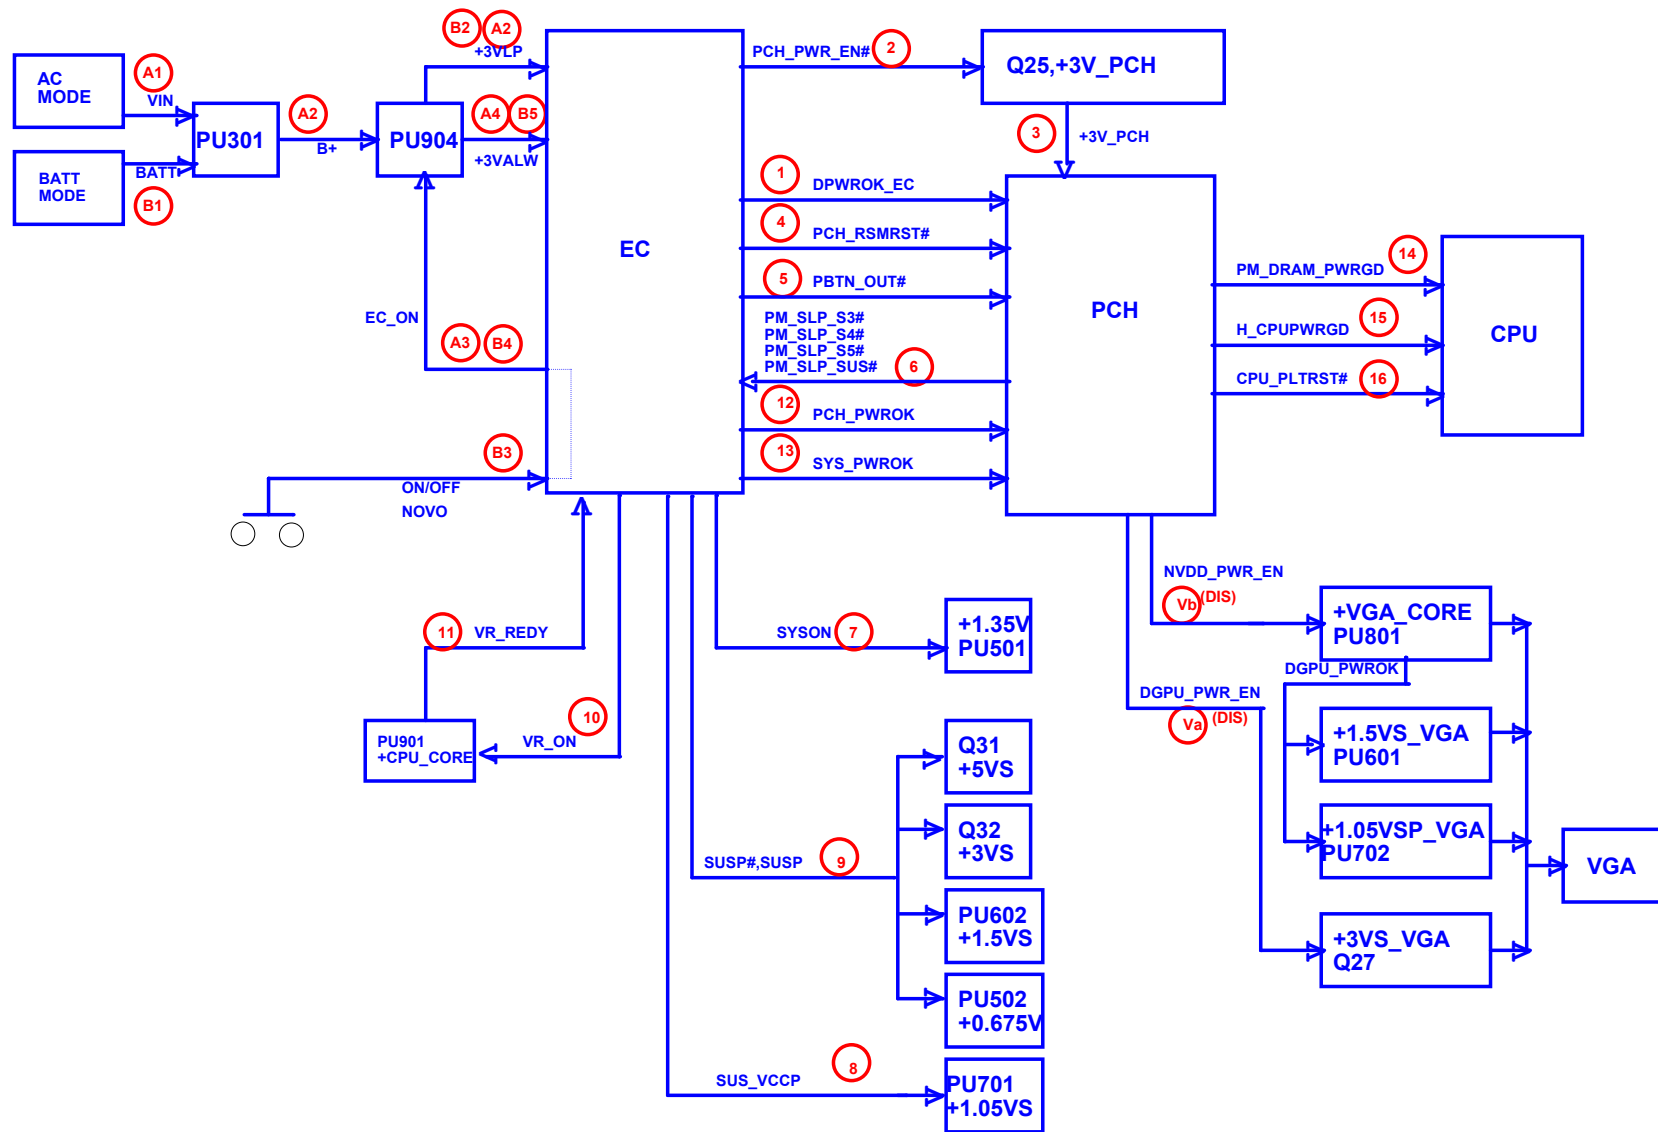 B2
A2
+3VLP
PCH_PWR_EN#
2
Q25,+3V_PCH
AC
MODE
A1
VIN
PU301
A2
B+
PU904
A4
B5
+3VALW
3
+3V_PCH
BATT
MODE
BATT
B1
EC
1
DPWROK_EC
4
PCH_RSMRST#
5
PBTN_OUT#
PM_SLP_S3#
PM_SLP_S4#
PM_SLP_S5#
PM_SLP_SUS#
6
12
PCH_PWROK
13
SYS_PWROK
PCH
PM_DRAM_PWRGD
14
H_CPUPWRGD
15
CPU_PLTRST#
16
CPU
EC_ON
A3
B4
B3
ON/OFF
NOVO
11
VR_REDY
10
VR_ON
PU901
+CPU_CORE
SYSON
7
+1.35V
PU501
Q31
+5VS
Q32
+3VS
SUSP#,SUSP
9
PU602
+1.5VS
PU502
+0.675V
SUS_VCCP
8
PU701
+1.05VS
NVDD_PWR_EN
Vb
(DIS)
+VGA_CORE
PU801
DGPU_PWROK
DGPU_PWR_EN
Va
(DIS)
+1.5VS_VGA
PU601
+1.05VSP_VGA
PU702
VGA
+3VS_VGA
Q27